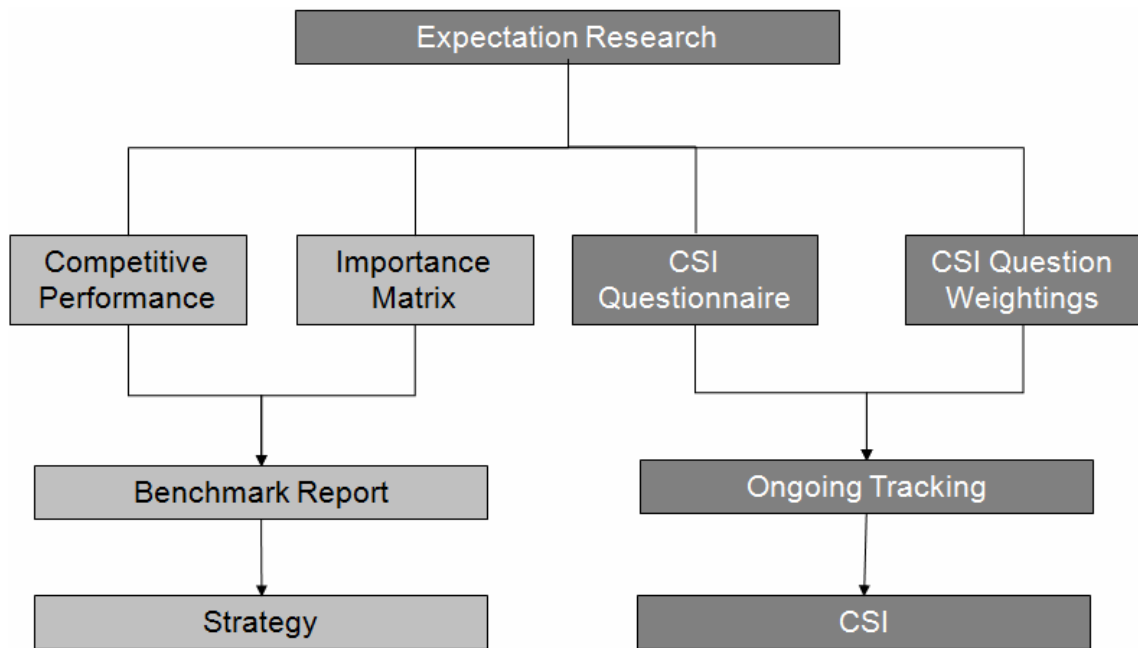 Expectation Research
Competitive
Performance
Importance
Matrix
CSI
Questionnaire
CSI Question
Weightings
Benchmark Report
Ongoing Tracking
Strategy
CSI